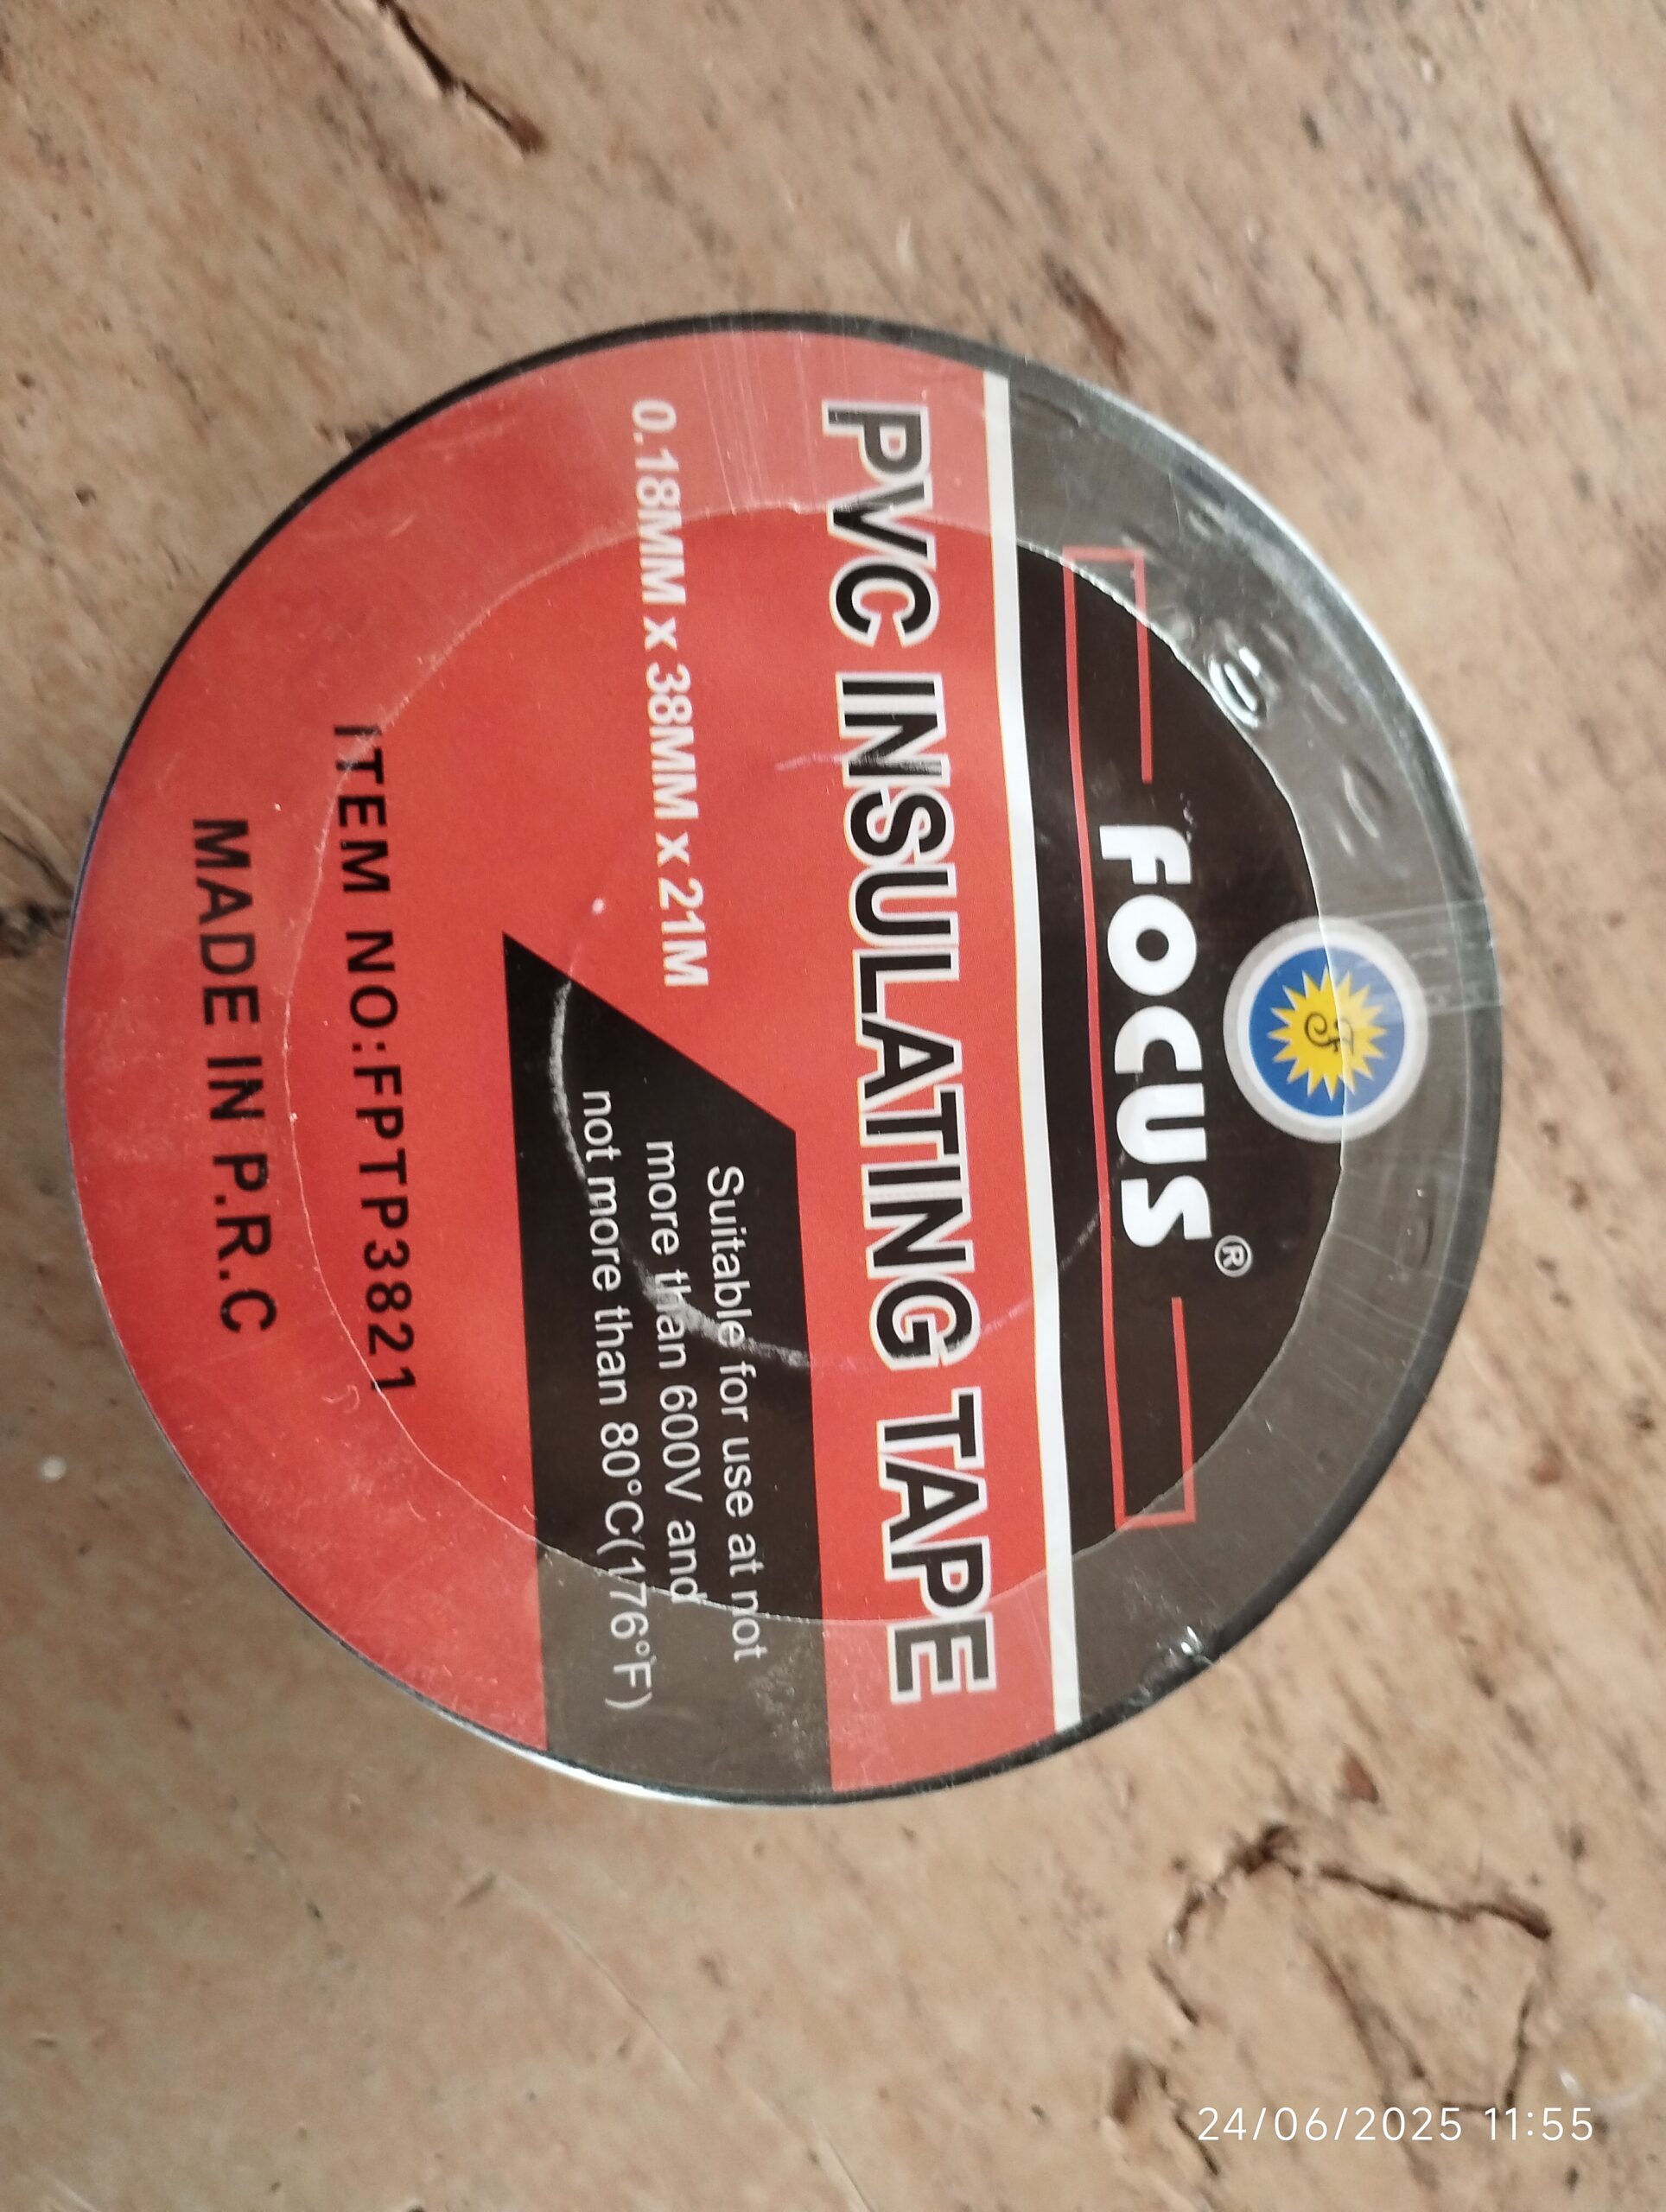 FOCUS®
PVC INSULATING TAPE
0.18MM x 38MM x 21M
Suitable for use at not
more than 600V and
not more than 80°C(176°F)
ITEM NO:FPTP3821
MADE IN P.R.C
24/06/2025 11:55